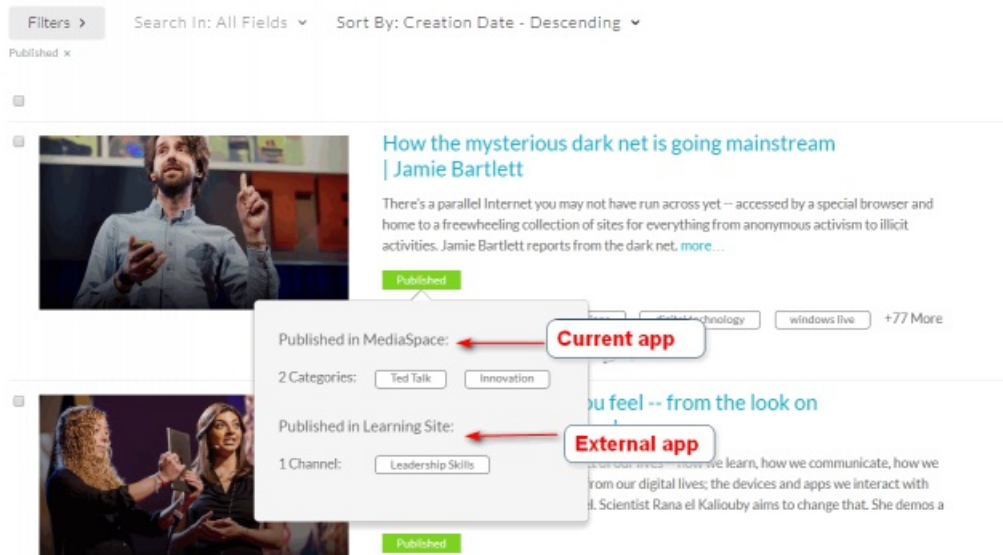 Filters >
Search In: All Fields
Sort By: Creation Date - Descending
Published ×
How the mysterious dark net is going mainstream
| Jamie Bartlett
There's a parallel Internet you may not have run across yet -- accessed by a special browser and
home to a freewheeling collection of sites for everything from anonymous activism to illicit
activities. Jamie Bartlett reports from the dark net. more...
Published
technology
windows live
+77 More
Published in MediaSpace:
Current app
2 Categories:
Ted Talk
Innovation
ou feel -- from the look on
Published in Learning Site:
External app
1 Channel:
Leadership Skills
we learn, how we communicate, how we
rom our digital lives; the devices and apps we interact with
l. Scientist Rana el Kaliouby aims to change that. She demos a
Published